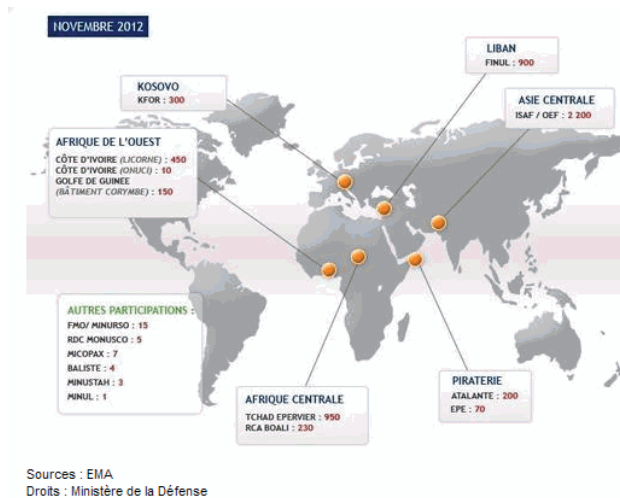 NOVEMBRE 2012
LIBAN
FINUL : 900
KOSOVO
KFOR : 300
ASIE CENTRALE
ISAF / OEF : 2 200
AFRIQUE DE L'OUEST
CÔTE D'IVOIRE (LICORNE) : 450
CÔTE D'IVOIRE (ONUCI) : 10
GOLFE DE GUINEE
(BÂTIMENT CORYMBE) : 150
AUTRES PARTICIPATIONS :
FMO/ MINURSO : 15
RDC MONUSCO : 5
MICOPAX : 7
BALISTE : 4
MINUSTAH : 3
MINUL : 1
AFRIQUE CENTRALE
TCHAD EPERVIER : 950
RCA BOALI : 230
PIRATERIE
ATALANTE : 200
EPE : 70
Sources : EMA
Droits : Ministère de la Défense